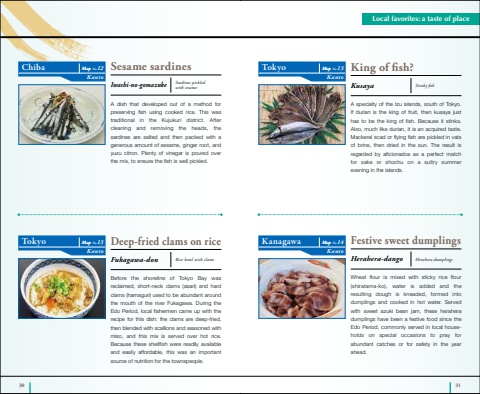 Local favorites: a taste of place
Chiba
Map No.12
Kanto
Sesame sardines
Iwashi-no-gomazuke
Sardines pickled
with sesame
A dish that developed out of a method for
preserving fish using cooked rice. This was
traditional in the Kujukuri district. After
cleaning and removing the heads, the
sardines are salted and then packed with a
generous amount of sesame, ginger root, and
yuzu citron. Plenty of vinegar is poured over
the mix, to ensure the fish is well pickled.
Tokyo
Map No.13
Kanto
King of fish?
Kusaya
Stinky fish
A specialty of the Izu islands, south of Tokyo.
If durian is the king of fruit, then kusaya just
has to be the king of fish. Because it stinks.
Also, much like durian, it is an acquired taste.
Mackerel scad or flying fish are pickled in vats
of brine, then dried in the sun. The result is
regarded by aficionados as a perfect match
for sake or shochu on a sultry summer
evening in the islands.
Tokyo
Map No.13
Kanto
Deep-fried clams on rice
Fukagawa-don
Rice bowl with clams
Before the shoreline of Tokyo Bay was
reclaimed, short-neck clams (asari) and hard
clams (hamaguri) used to be abundant around
the mouth of the river Fukagawa. During the
Edo Period, local fishermen came up with the
recipe for this dish: the clams are deep-fried,
then blended with scallions and seasoned with
miso, and this mix is served over hot rice.
Because these shellfish were readily available
and easily affordable, this was an important
source of nutrition for the townspeople.
Kanagawa
Map No.14
Kanto
Festive sweet dumplings
Herahera-dango
Herahera dumplings
Wheat flour is mixed with sticky rice flour
(shiratama-ko), water is added and the
resulting dough is kneaded, formed into
dumplings and cooked in hot water. Served
with sweet azuki bean jam, these herahera
dumplings have been a festive food since the
Edo Period, commonly served in local house-
holds on special occasions to pray for
abundant catches or for safety in the year
ahead.
30
31